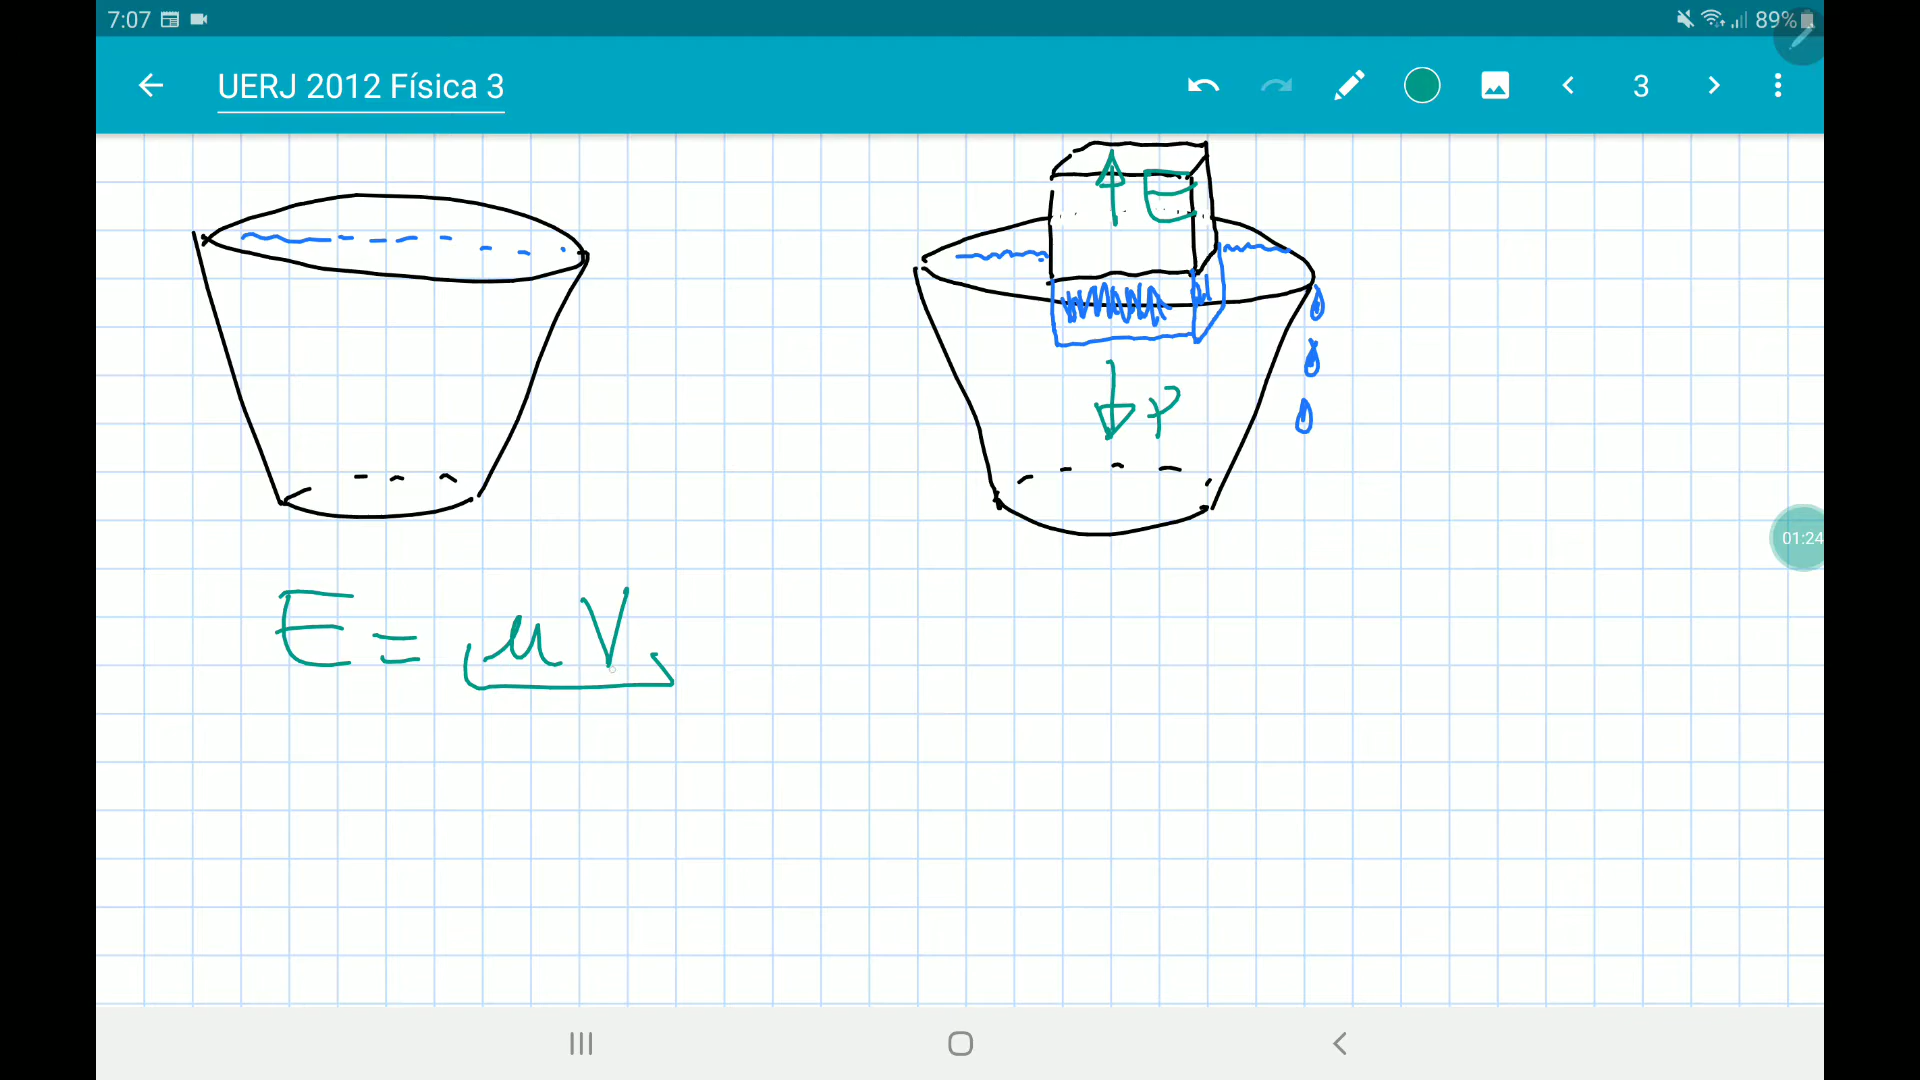 7:07 89%
UERJ 2012 Física 3 3
E
P
01:24
E = μV